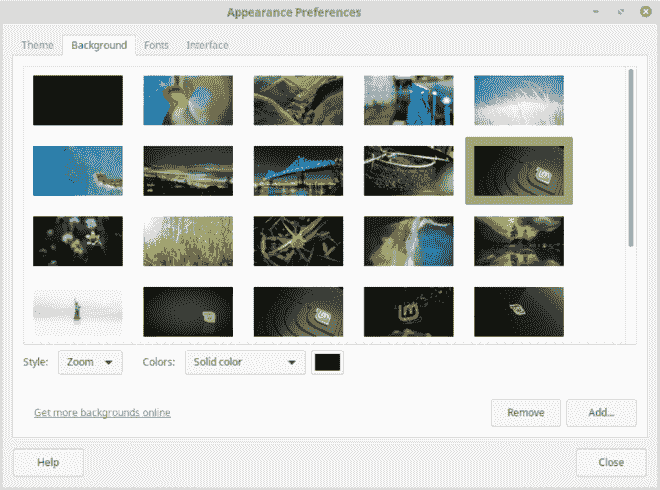 Appearance Preferences
Theme Background Fonts Interface
Style: Zoom Colors: Solid color
Get more backgrounds online Remove Add...
Help Close